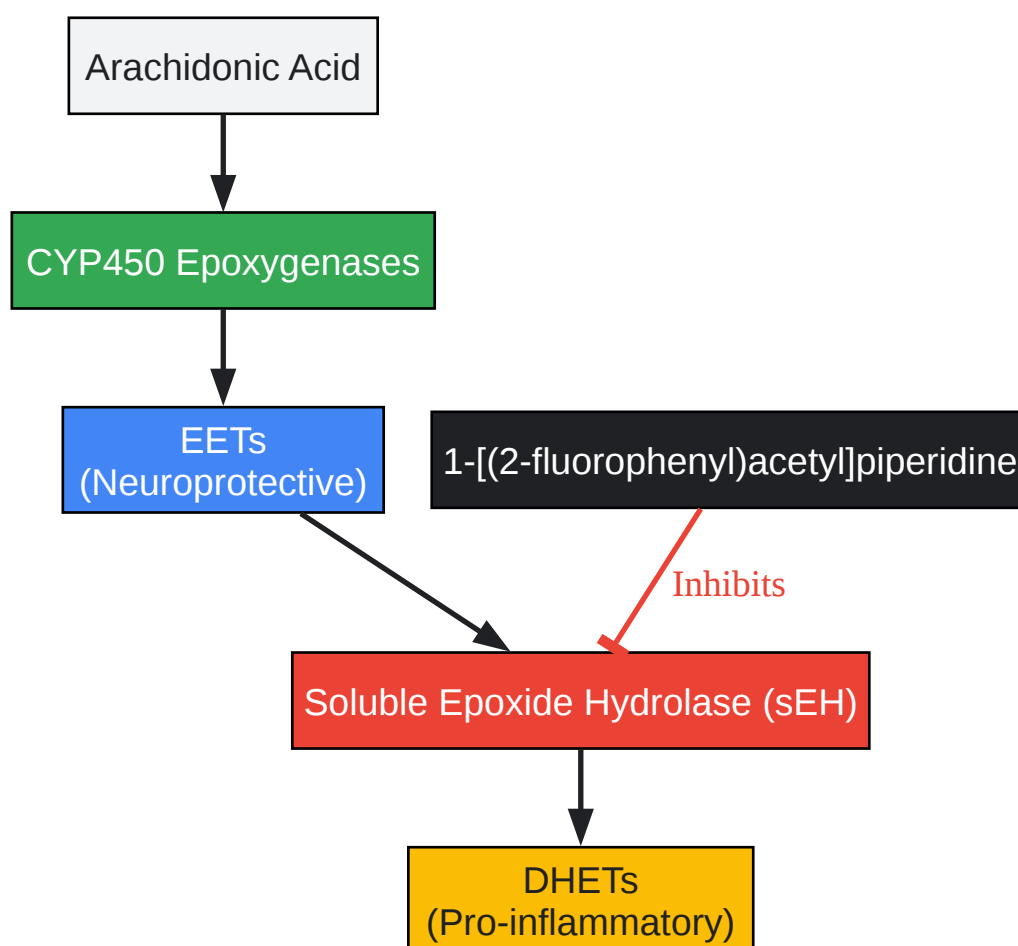 Arachidonic Acid
CYP450 Epoxygenases
EETs
(Neuroprotective)
1-[(2-fluorophenyl)acetyl]piperidine
Inhibits
Soluble Epoxide Hydrolase (sEH)
DHETs
(Pro-inflammatory)